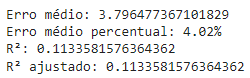 Erro médio: 3.796477367101829
Erro médio percentual: 4.02%
R²: 0.1133581576364362
R² ajustado: 0.1133581576364362